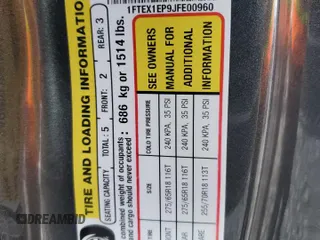 1FTEX1EP9JFE00960
TIRE AND LOADING INFORMATION
SEATING CAPACITY TOTAL: 5 FRONT: 2 REAR: 3
combined weight of occupants
and cargo should never exceed: 686 kg or 1514 lbs.
SIZE COLD TIRE PRESSURE
275/65R18 116T 240 KPA, 35 PSI
275/65R18 116T 240 KPA, 35 PSI
255/70R18 113T 240 KPA, 35 PSI
SEE OWNERS
MANUAL FOR
ADDITIONAL
INFORMATION
DREAMBID